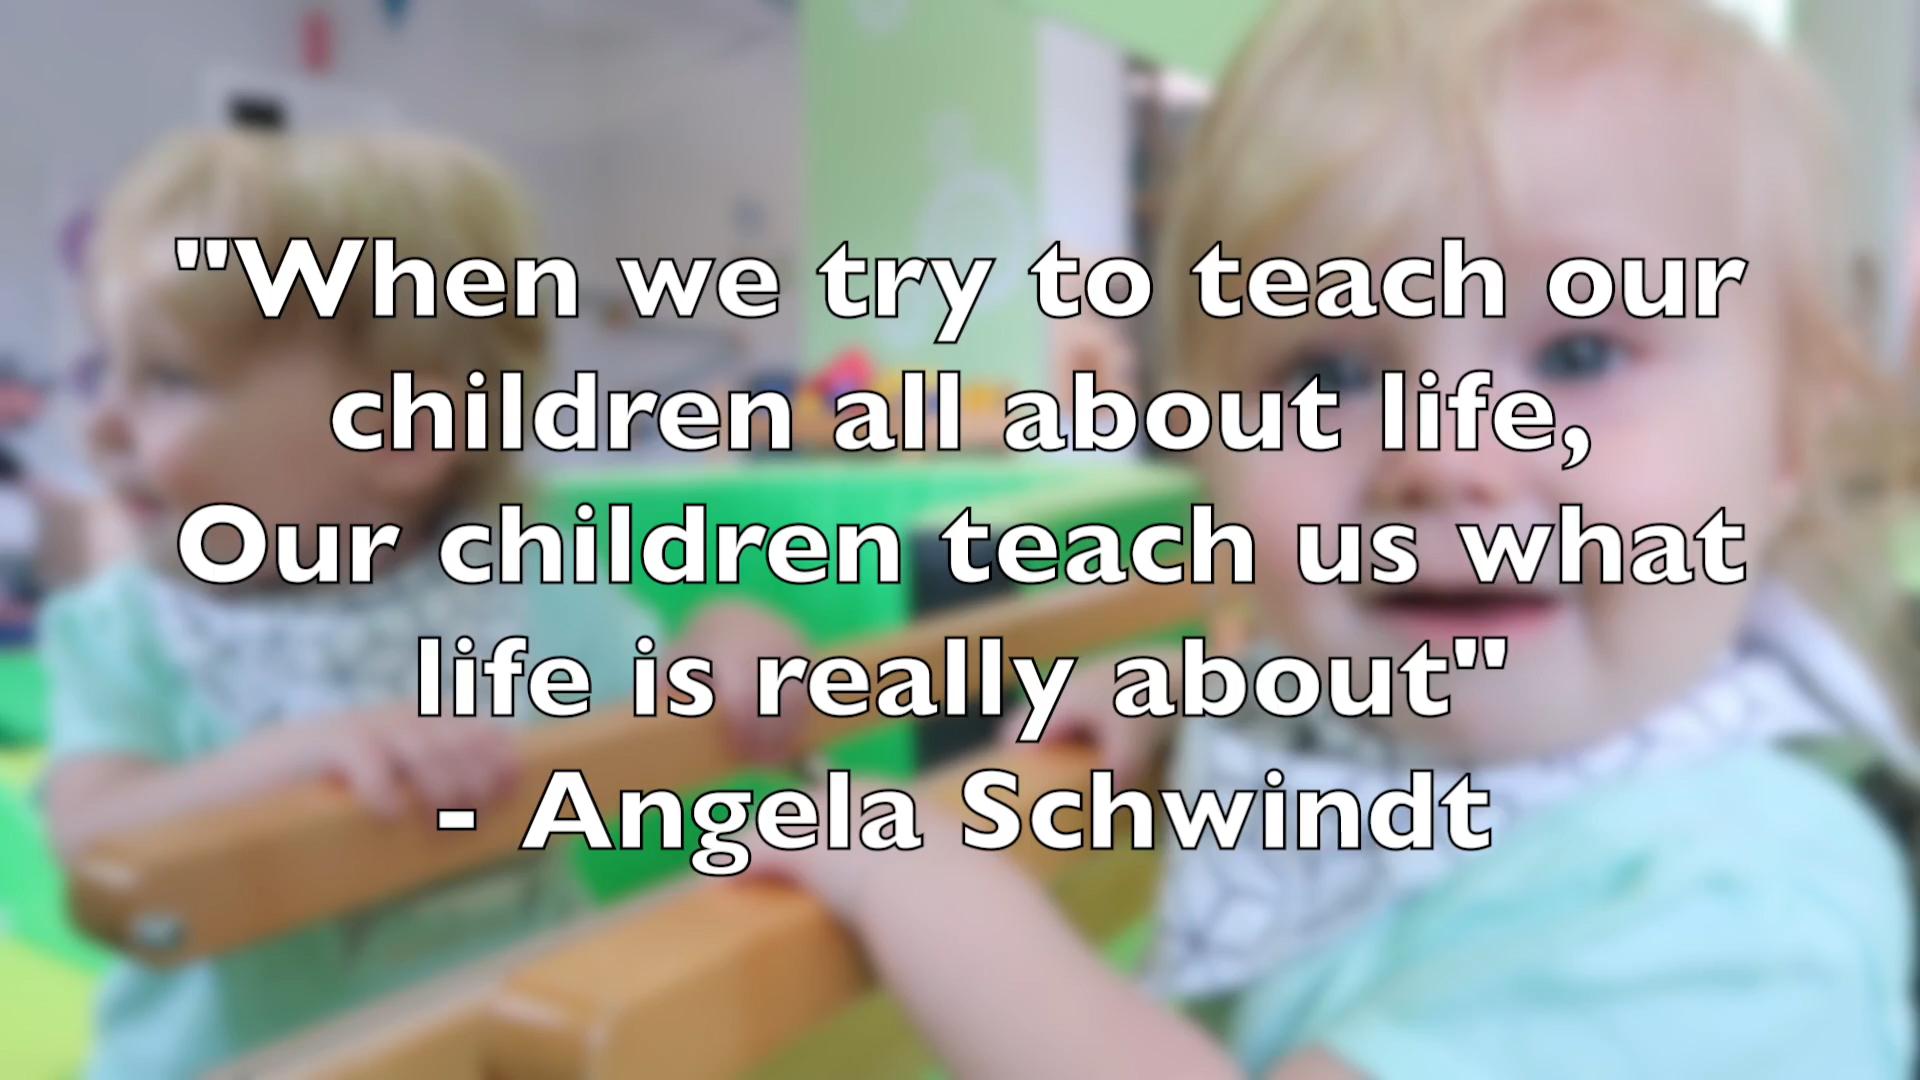 "When we try to teach our
children all about life,
Our children teach us what
life is really about"
- Angela Schwindt